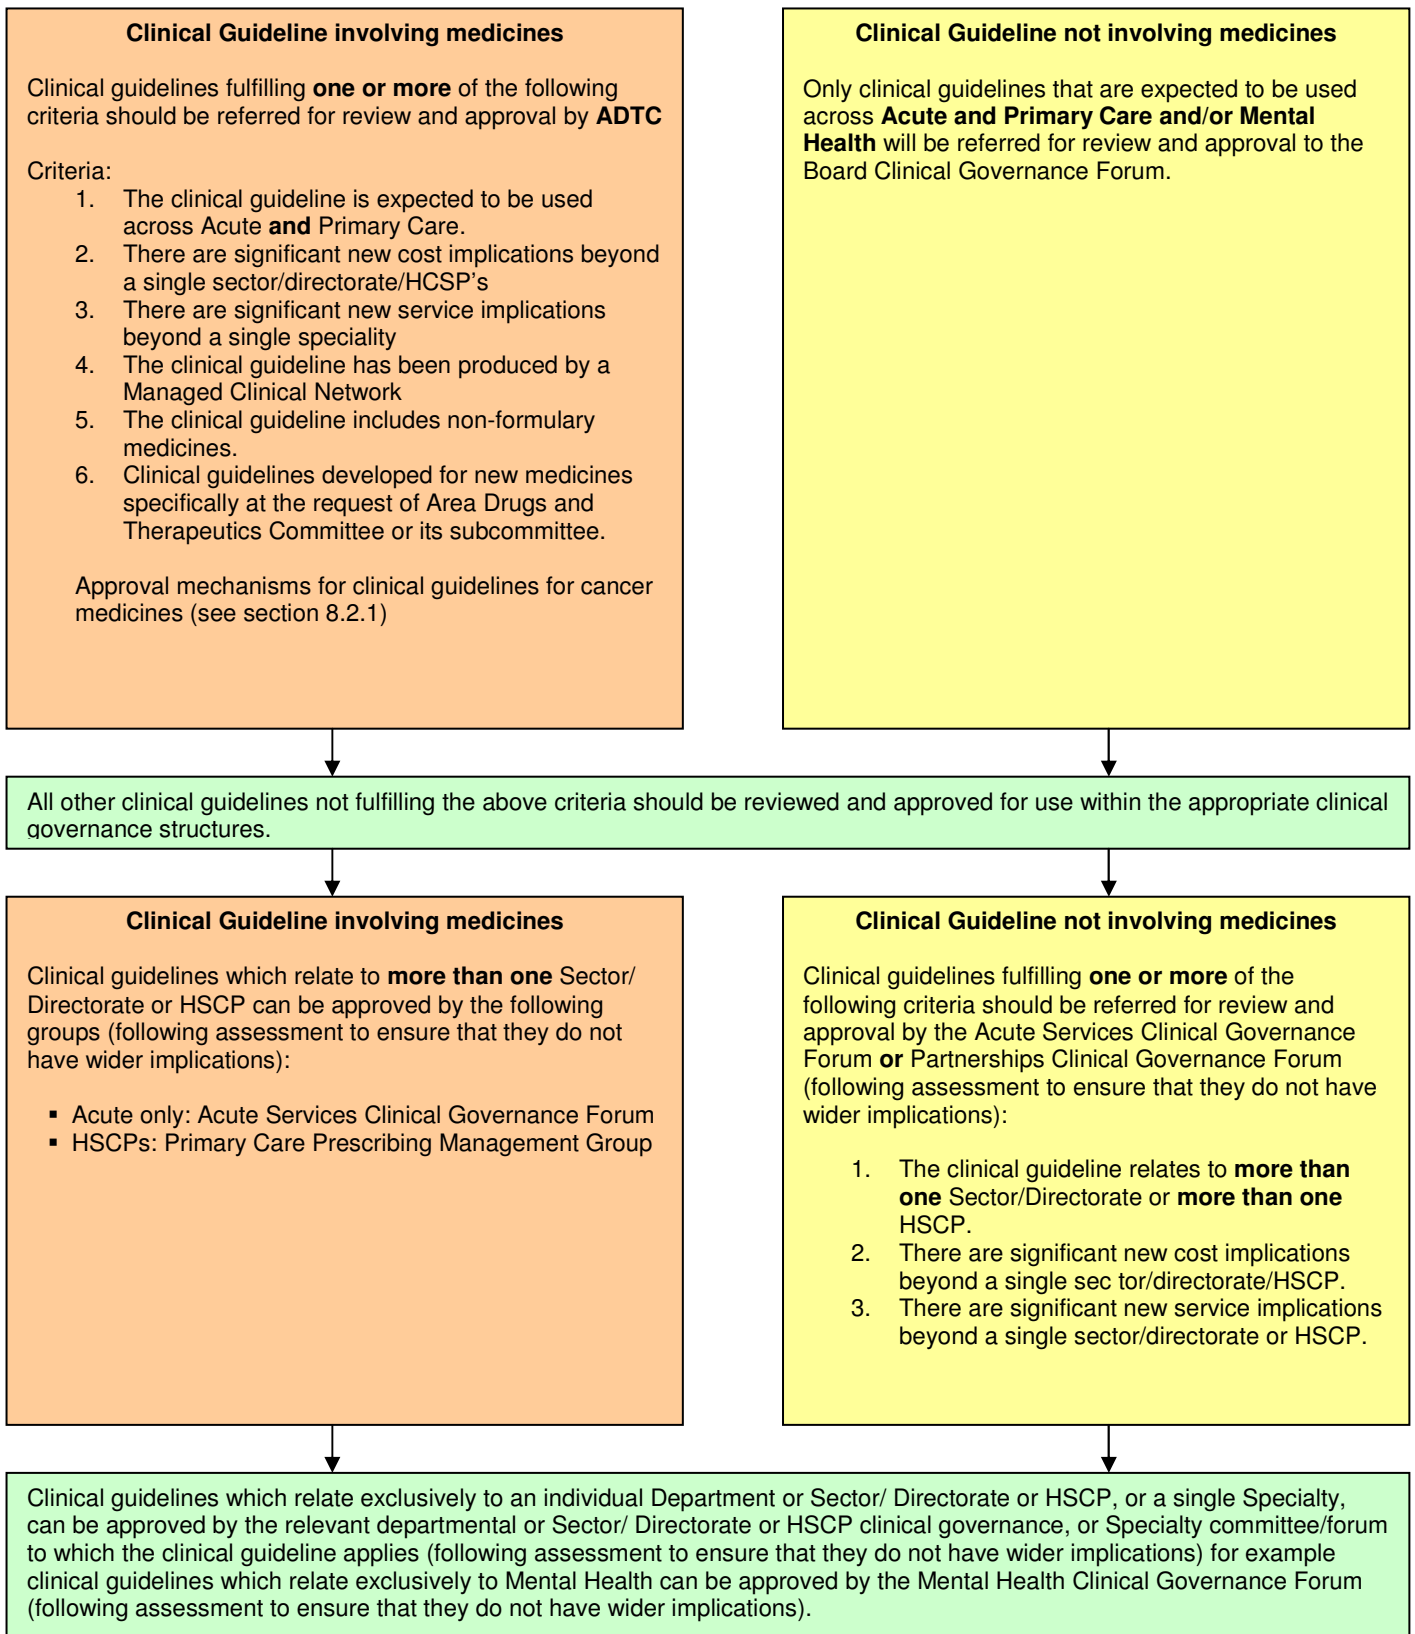 Clinical Guideline involving medicines
Clinical guidelines fulfilling one or more of the following
criteria should be referred for review and approval by ADTC
Criteria:
1. The clinical guideline is expected to be used
across Acute and Primary Care.
2. There are significant new cost implications beyond
a single sector/directorate/HCSP's
3. There are significant new service implications
beyond a single speciality
4. The clinical guideline has been produced by a
Managed Clinical Network
5. The clinical guideline includes non-formulary
medicines.
6. Clinical guidelines developed for new medicines
specifically at the request of Area Drugs and
Therapeutics Committee or its subcommittee.
Approval mechanisms for clinical guidelines for cancer
medicines (see section 8.2.1)
Clinical Guideline not involving medicines
Only clinical guidelines that are expected to be used
across Acute and Primary Care and/or Mental
Health will be referred for review and approval to the
Board Clinical Governance Forum.
All other clinical guidelines not fulfilling the above criteria should be reviewed and approved for use within the appropriate clinical
governance structures.
Clinical Guideline involving medicines
Clinical guidelines which relate to more than one Sector/
Directorate or HSCP can be approved by the following
groups (following assessment to ensure that they do not
have wider implications):
▪ Acute only: Acute Services Clinical Governance Forum
▪ HSCPs: Primary Care Prescribing Management Group
Clinical Guideline not involving medicines
Clinical guidelines fulfilling one or more of the
following criteria should be referred for review and
approval by the Acute Services Clinical Governance
Forum or Partnerships Clinical Governance Forum
(following assessment to ensure that they do not have
wider implications):
1. The clinical guideline relates to more than
one Sector/Directorate or more than one
HSCP.
2. There are significant new cost implications
beyond a single sec tor/directorate/HSCP.
3. There are significant new service implications
beyond a single sector/directorate or HSCP.
Clinical guidelines which relate exclusively to an individual Department or Sector/ Directorate or HSCP, or a single Specialty,
can be approved by the relevant departmental or Sector/ Directorate or HSCP clinical governance, or Specialty committee/forum
to which the clinical guideline applies (following assessment to ensure that they do not have wider implications) for example
clinical guidelines which relate exclusively to Mental Health can be approved by the Mental Health Clinical Governance Forum
(following assessment to ensure that they do not have wider implications).